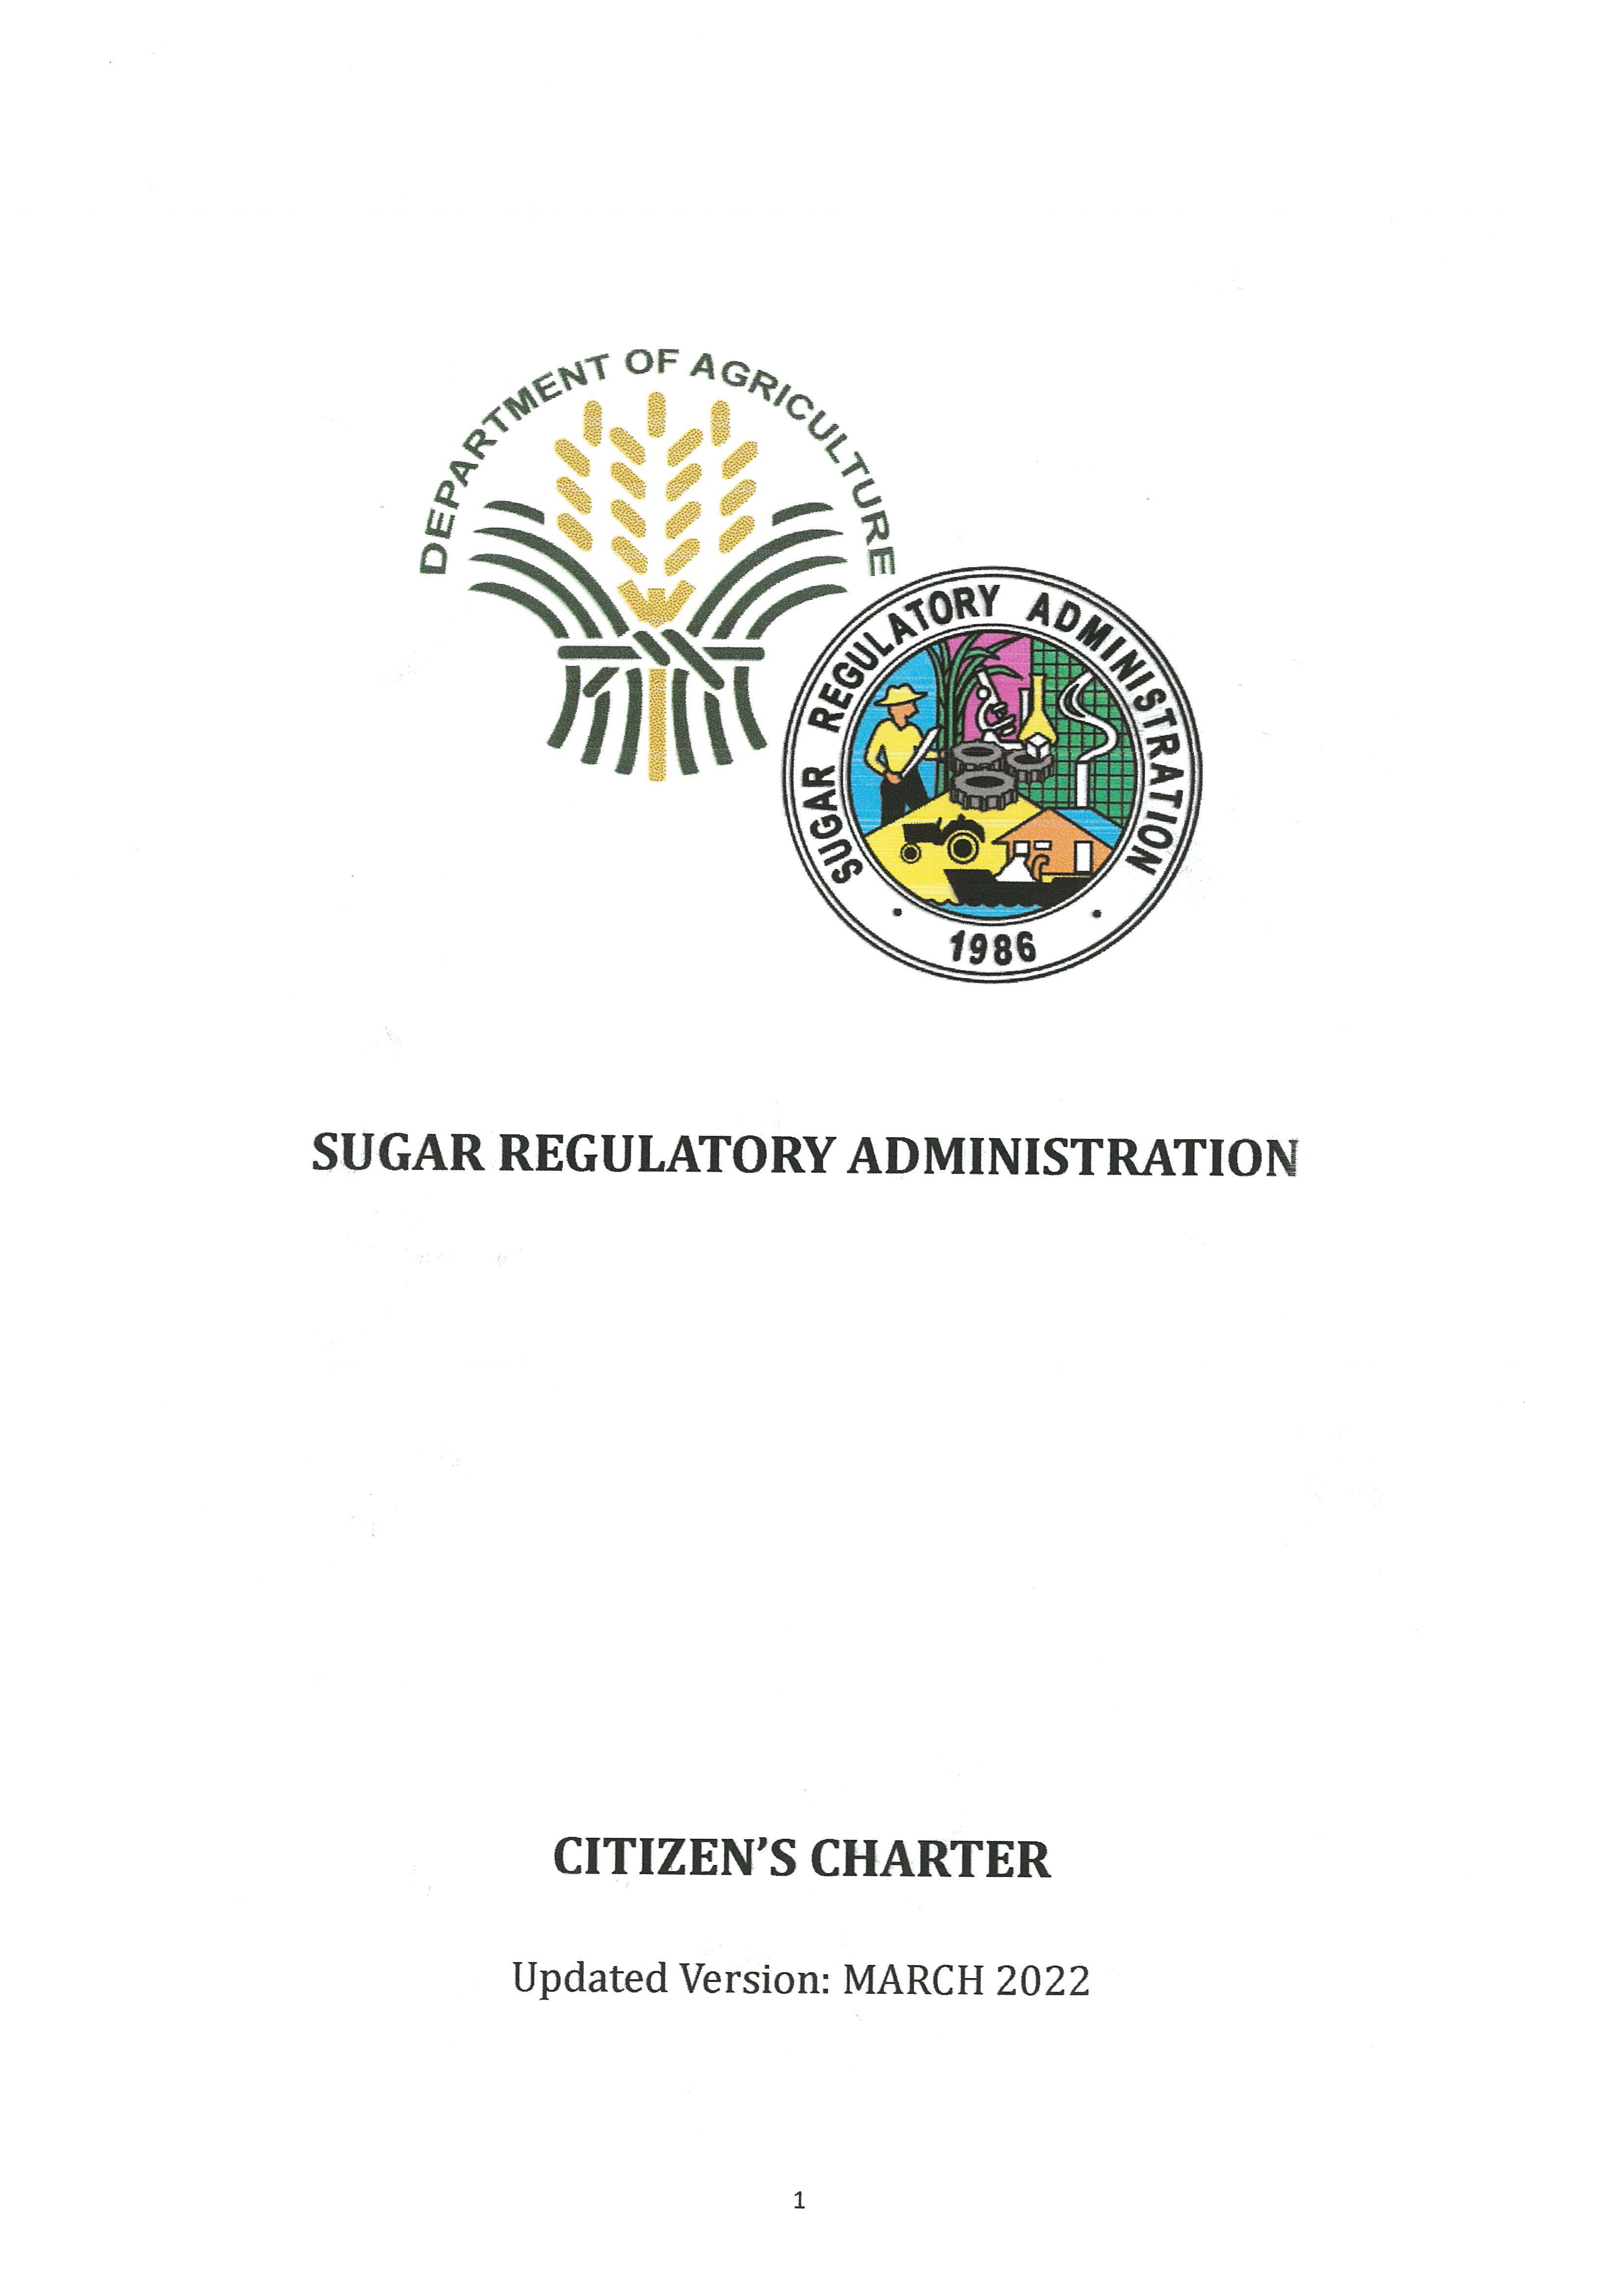 DEPARTMENT OF AGRICULTURE
SUGAR REGULATORY ADMINISTRATION
1986
SUGAR REGULATORY ADMINISTRATION
CITIZEN'S CHARTER
Updated Version: MARCH 2022
1